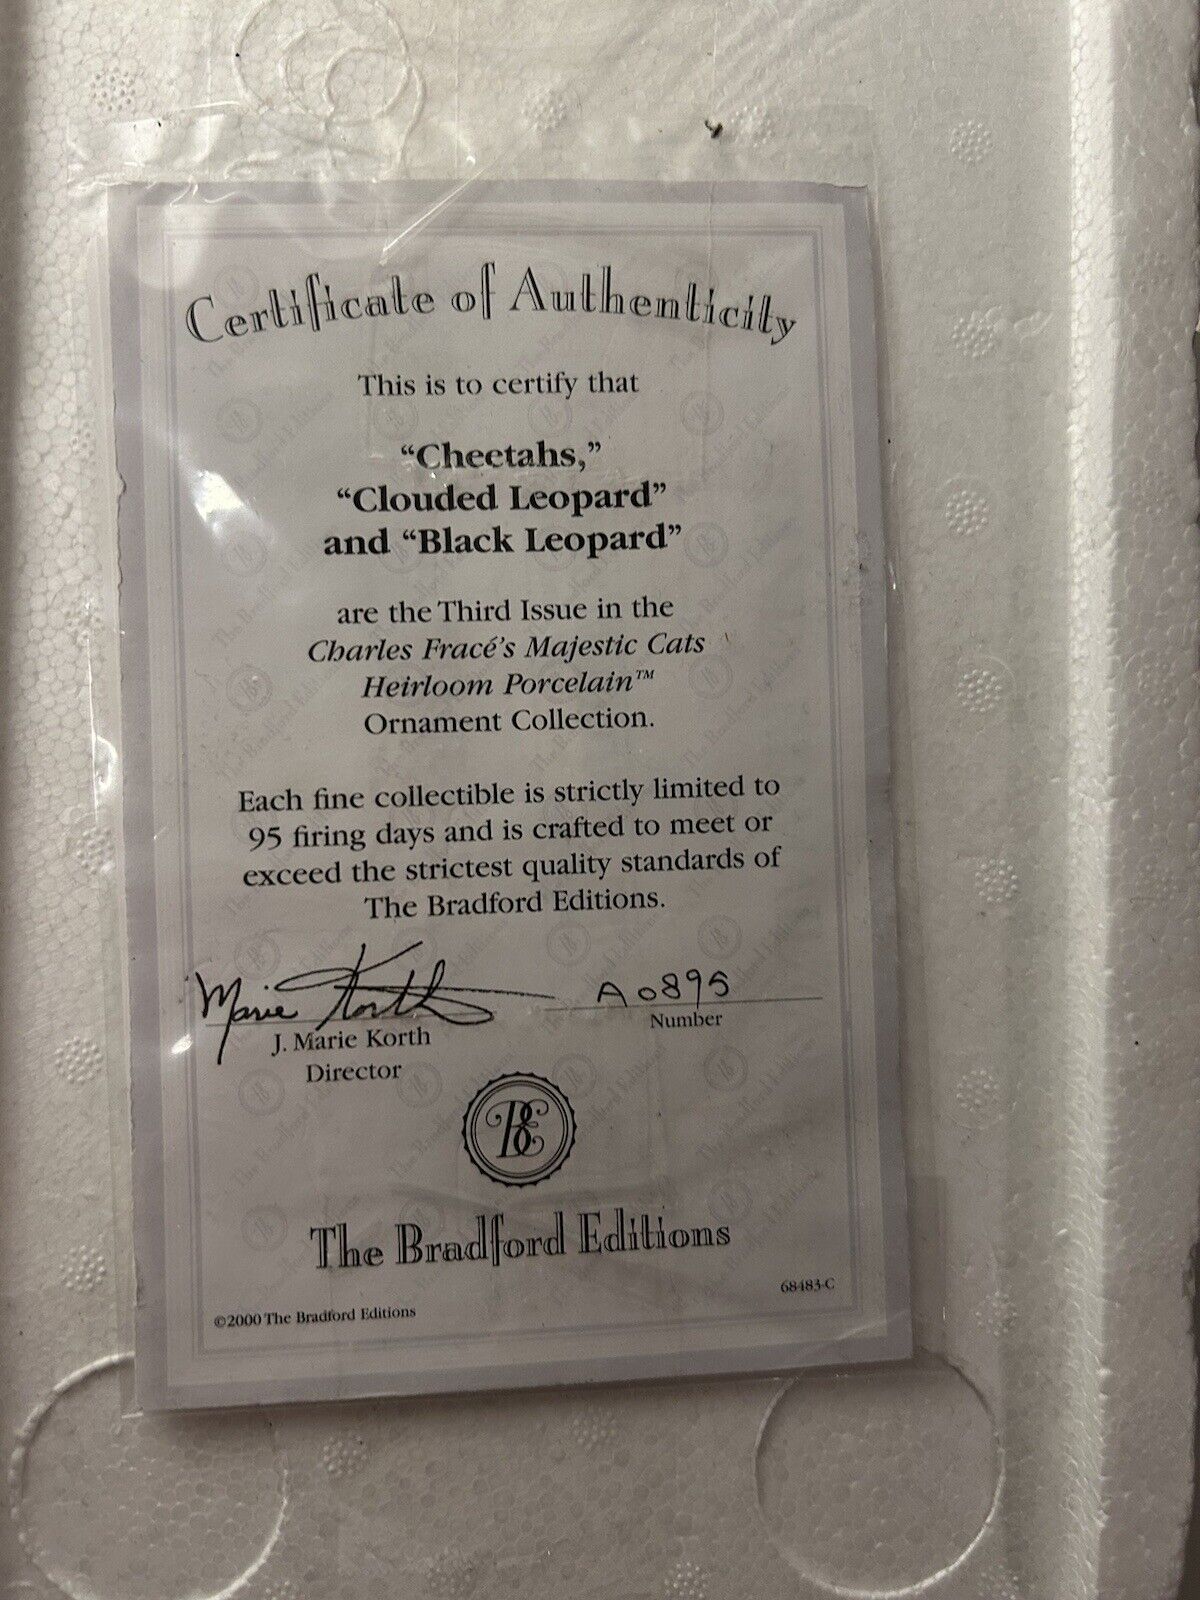 Certificate of Authenticity
This is to certify that
“Cheetahs,”
“Clouded Leopard”
and “Black Leopard”
are the Third Issue in the
Charles Fracé’s Majestic Cats
Heirloom Porcelain™
Ornament Collection.
Each fine collectible is strictly limited to
95 firing days and is crafted to meet or
exceed the strictest quality standards of
The Bradford Editions.
Marie Korth
A0895
J. Marie Korth
Number
Director
BE
The Bradford Editions
68483-C
©2000 The Bradford Editions